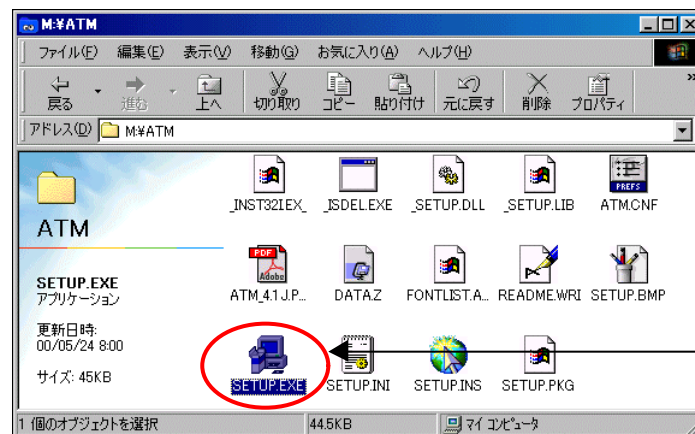 M:¥ATM
ファイル(F) 編集(E) 表示(V) 移動(G) お気に入り(A) ヘルプ(H)
戻る 進む 上へ 切り取り コピー 貼り付け 元に戻す 削除 プロパティ »
アドレス(D) M:¥ATM
ATM
SETUP.EXE
アプリケーション
更新日時:
00/05/24 8:00
サイズ: 45KB
_INST32I.EX_ _ISDEL.EXE _SETUP.DLL _SETUP.LIB ATM.CNF
PREFS
PDF
Adobe
ATM_4.1 J.P... DATA.Z FONTLIST.A... README.WRI SETUP.BMP
SETUP.EXE SETUP.INI SETUP.INS SETUP.PKG
1 個のオブジェクトを選択 44.5KB マイ コンピュータ